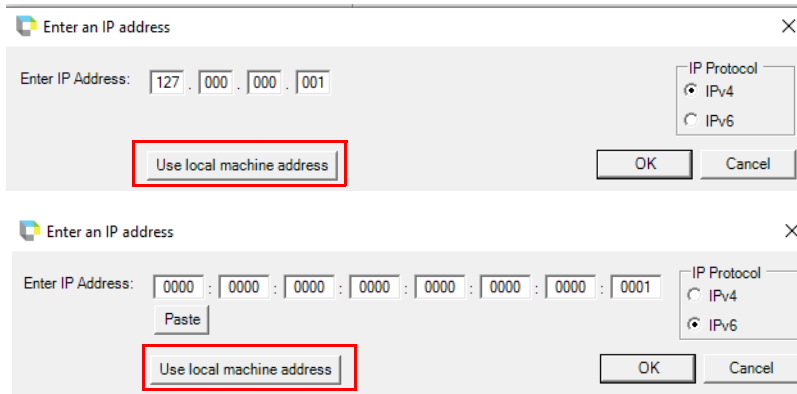 Enter an IP address
Enter IP Address: 127 . 000 . 000 . 001
IP Protocol
IPv4
IPv6
Use local machine address
OK
Cancel
Enter an IP address
Enter IP Address: 0000 : 0000 : 0000 : 0000 : 0000 : 0000 : 0000 : 0001
IP Protocol
IPv4
Paste
IPv6
Use local machine address
OK
Cancel